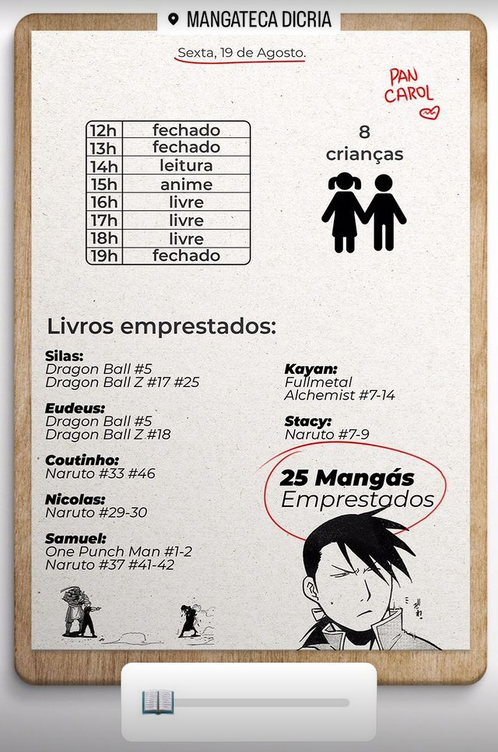 MANGATECA DICRIA
Sexta, 19 de Agosto.
PAN
CAROL
12h fechado
13h fechado
14h leitura
15h anime
16h livre
17h livre
18h livre
19h fechado
8
crianças
Livros emprestados:
Silas:
Dragon Ball #5
Dragon Ball Z #17 #25
Eudeus:
Dragon Ball #5
Dragon Ball Z #18
Coutinho:
Naruto #33 #46
Nicolas:
Naruto #29-30
Samuel:
One Punch Man #1-2
Naruto #37 #41-42
Kayan:
Fullmetal
Alchemist #7-14
Stacy:
Naruto #7-9
25 Mangás
Emprestados